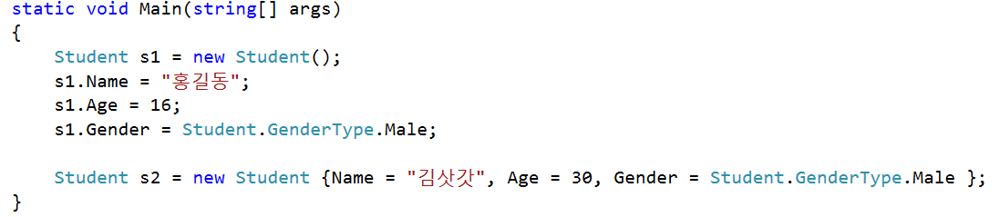 static void Main(string[] args)
{
    Student s1 = new Student();
    s1.Name = "홍길동";
    s1.Age = 16;
    s1.Gender = Student.GenderType.Male;

    Student s2 = new Student {Name = "김삿갓", Age = 30, Gender = Student.GenderType.Male };
}